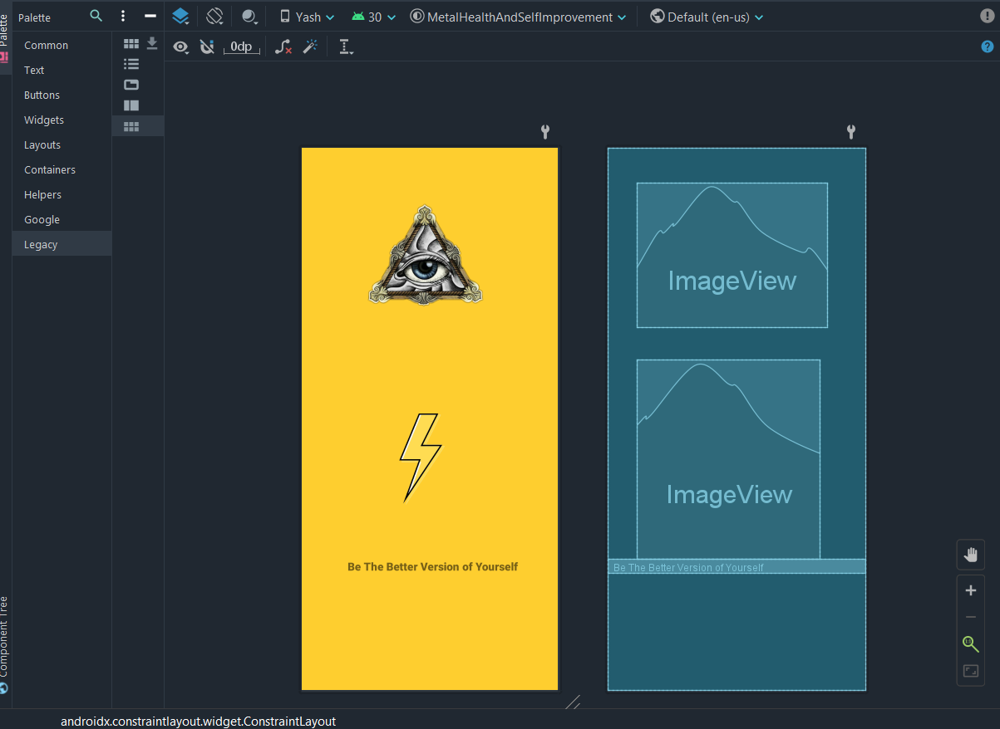 Palette
Yash
30
MetalHealthAndSelfImprovement
Default (en-us)
Palette
Common
Text
Buttons
Widgets
Layouts
Containers
Helpers
Google
Legacy
0dp
?
ImageView
ImageView
Be The Better Version of Yourself
Be The Better Version of Yourself
Component Tree
androidx.constraintlayout.widget.ConstraintLayout